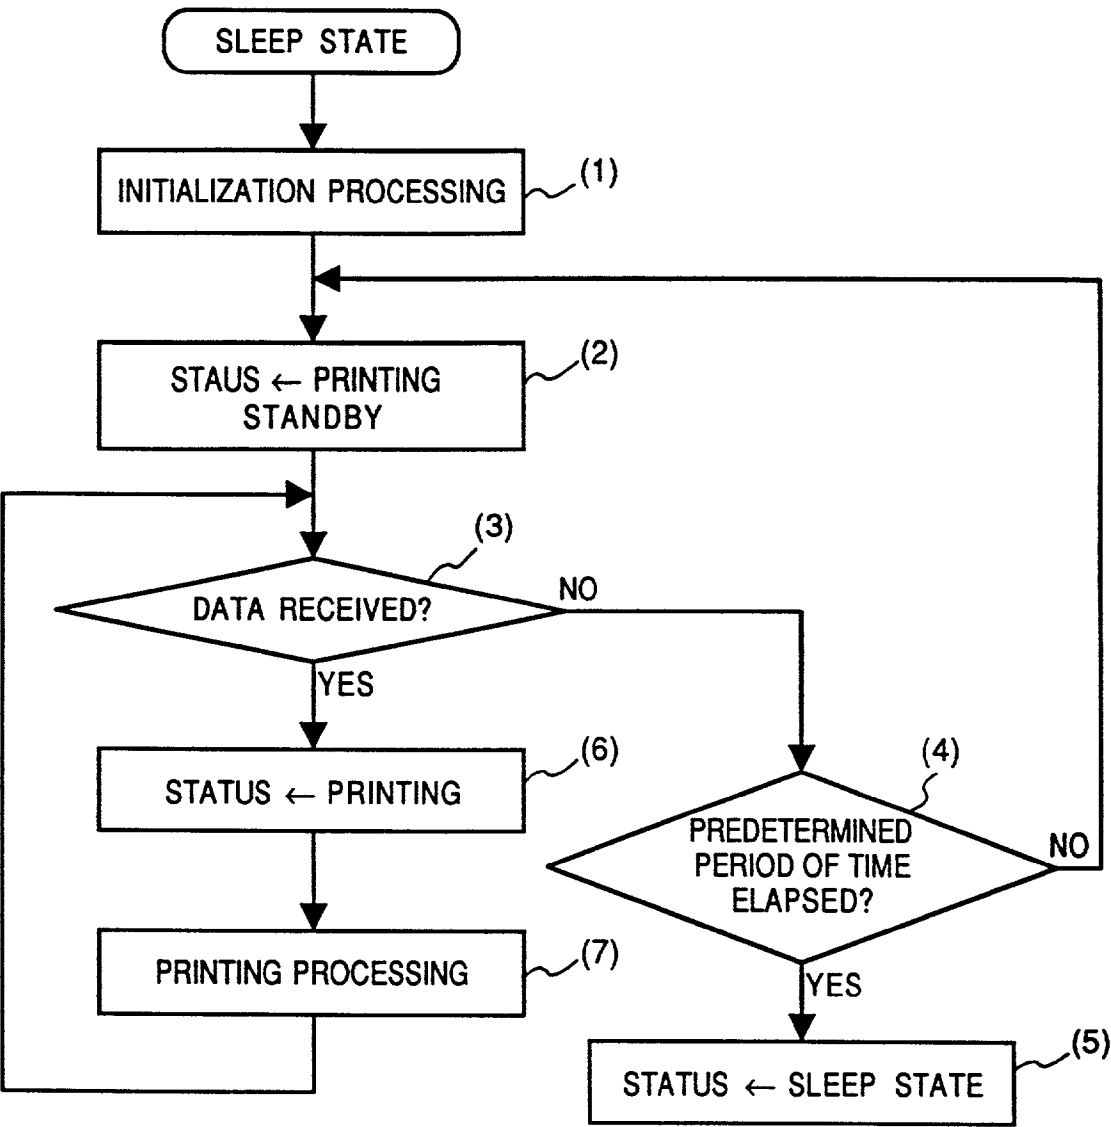 SLEEP STATE
INITIALIZATION PROCESSING
(1)
STAUS ← PRINTING
STANDBY
(2)
DATA RECEIVED?
(3)
NO
YES
STATUS ← PRINTING
(6)
PREDETERMINED
PERIOD OF TIME
ELAPSED?
(4)
NO
YES
PRINTING PROCESSING
(7)
STATUS ← SLEEP STATE
(5)